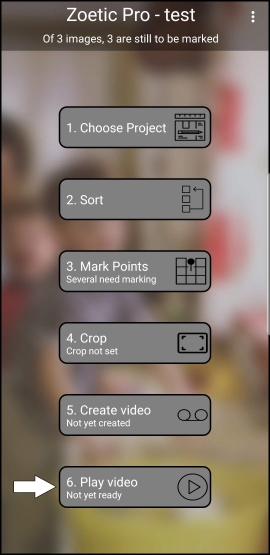 Zoetic Pro - test
Of 3 images, 3 are still to be marked
1. Choose Project
2. Sort
3. Mark Points
Several need marking
4. Crop
Crop not set
5. Create video
Not yet created
6. Play video
Not yet ready